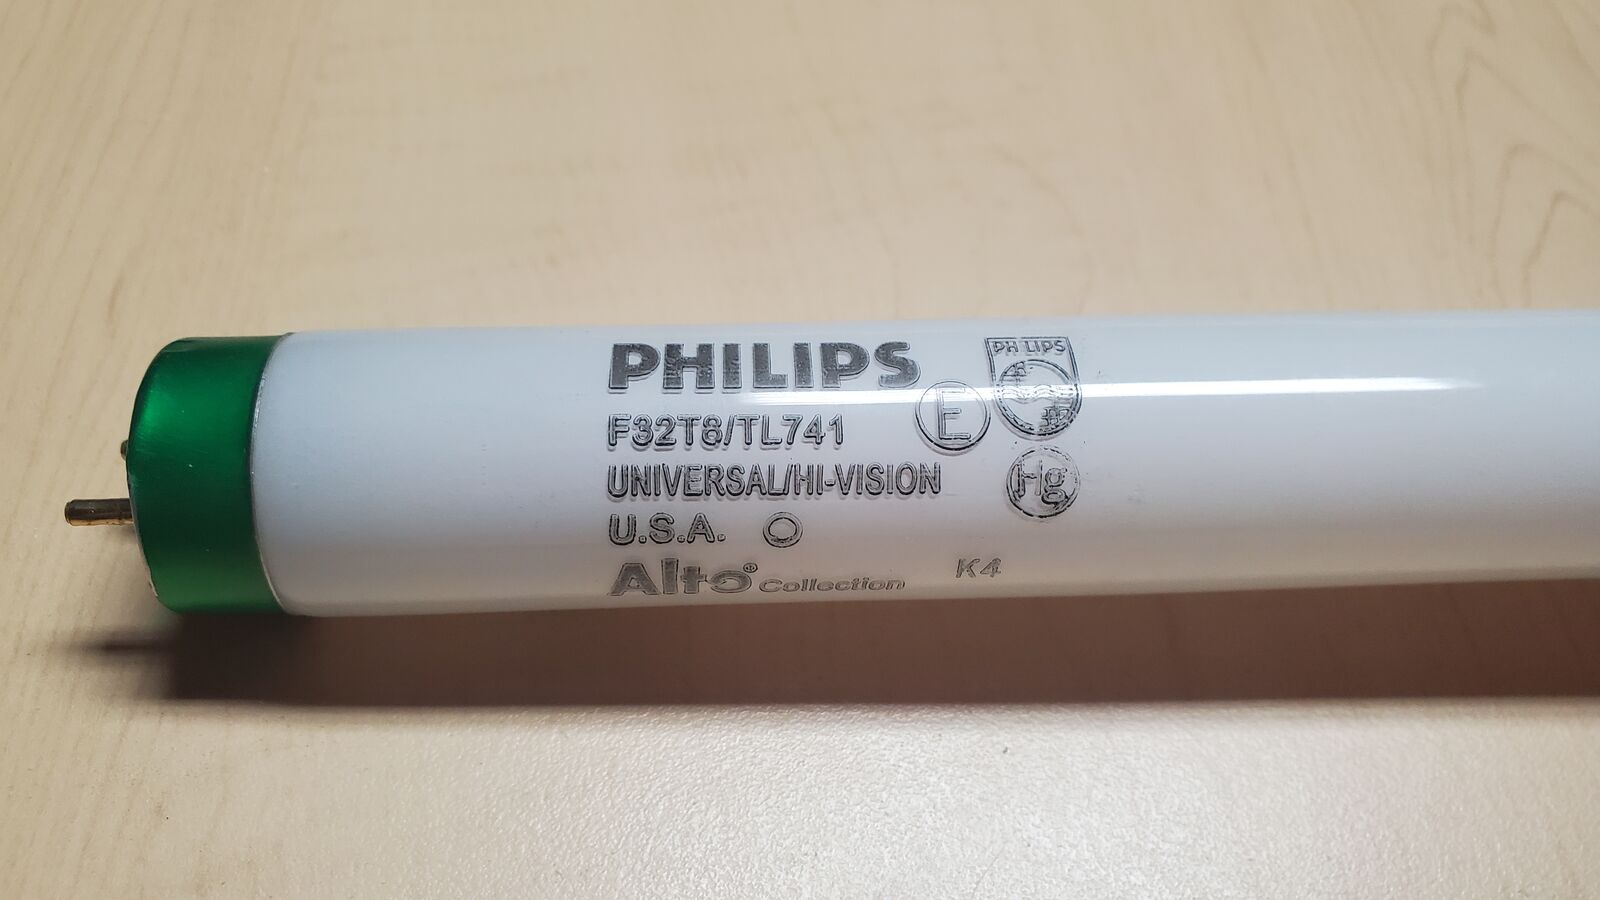 PHILIPS
F32T8/TL741
UNIVERSAL/HI-VISION
U.S.A.
Alto® Collection
E
PH LIPS
Hg
K4